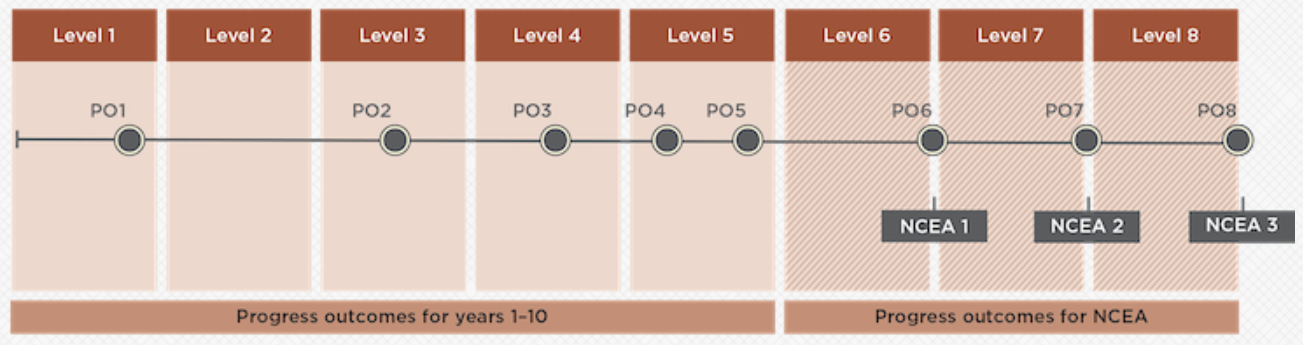 Level 1 Level 2 Level 3 Level 4 Level 5 Level 6 Level 7 Level 8
PO1 PO2 PO3 PO4 PO5 PO6 PO7 PO8
NCEA 1 NCEA 2 NCEA 3
Progress outcomes for years 1–10 Progress outcomes for NCEA